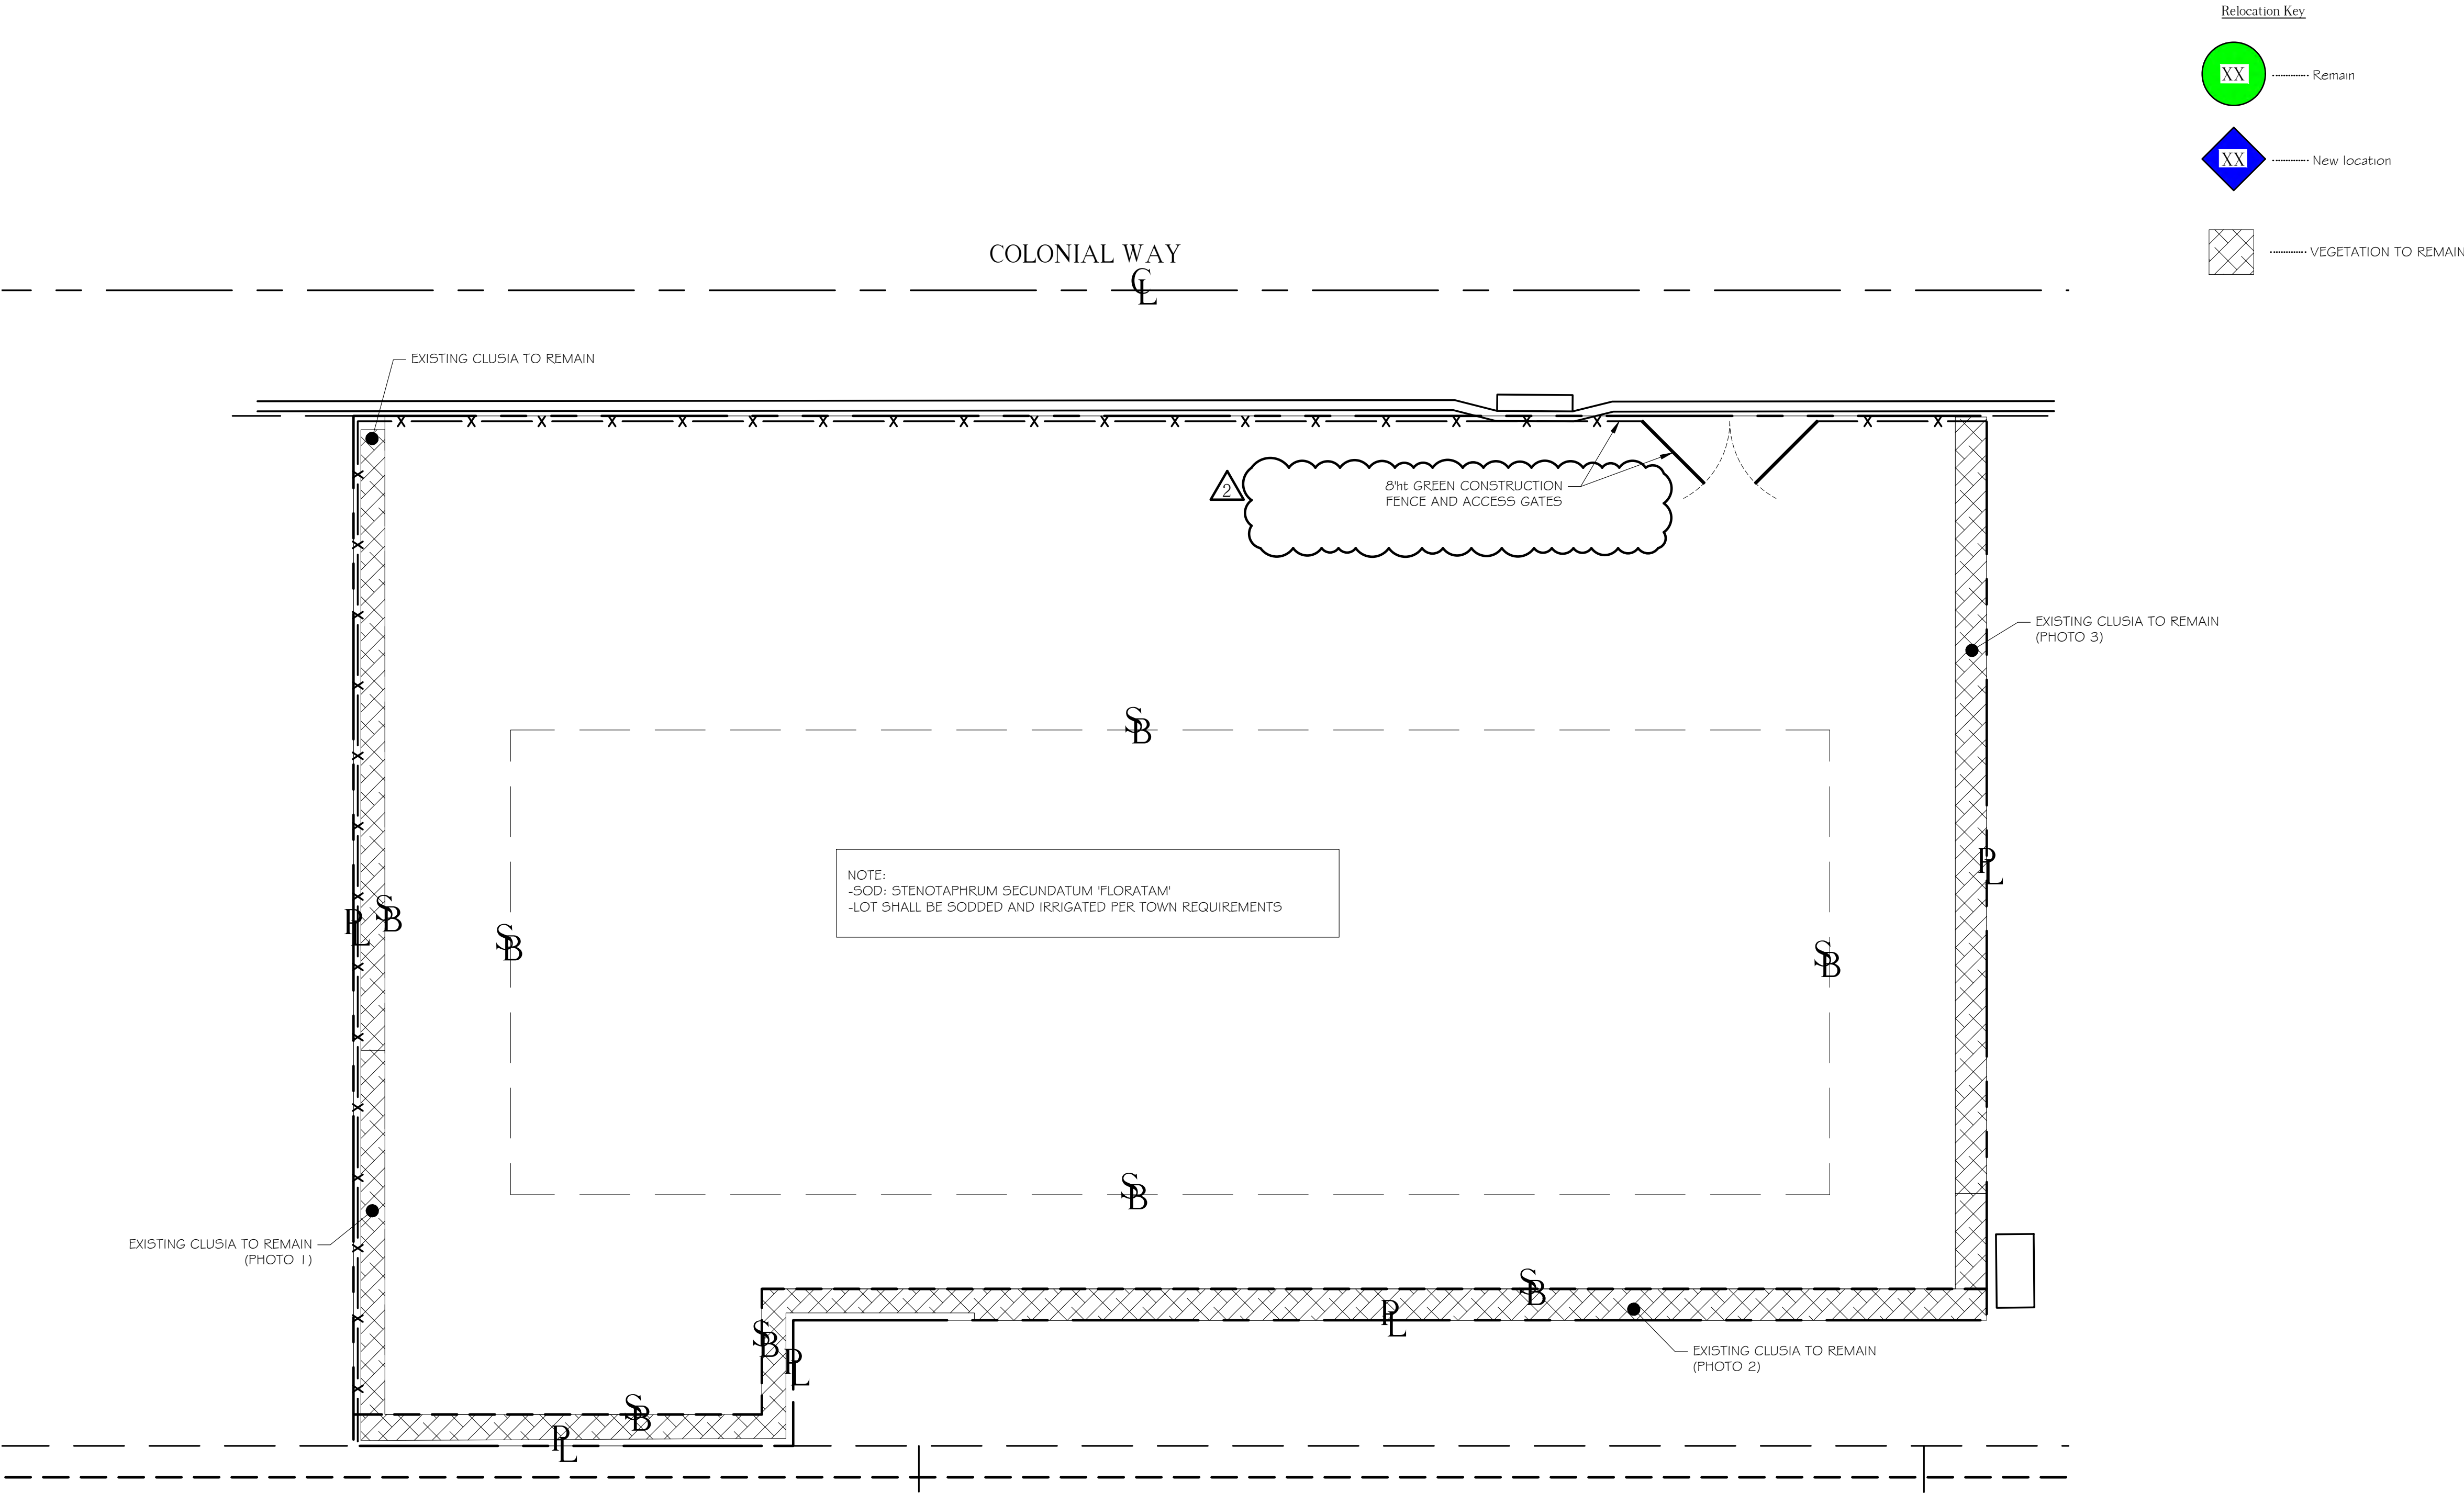 Relocation Key
XX Remain
XX New location
VEGETATION TO REMAIN
COLONIAL WAY
CL
EXISTING CLUSIA TO REMAIN
2
8'ht GREEN CONSTRUCTION
FENCE AND ACCESS GATES
EXISTING CLUSIA TO REMAIN
(PHOTO 3)
SB
NOTE:
-SOD: STENOTAPHRUM SECUNDATUM 'FLORATAM'
-LOT SHALL BE SODDED AND IRRIGATED PER TOWN REQUIREMENTS
PL
SB
PL
SB
SB
SB
EXISTING CLUSIA TO REMAIN
(PHOTO 1)
SB
PL
SB
PL
EXISTING CLUSIA TO REMAIN
(PHOTO 2)
SB
PL